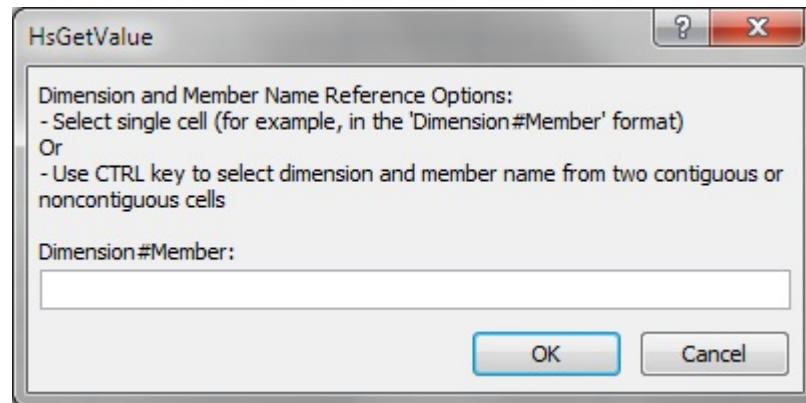 HsGetValue
Dimension and Member Name Reference Options:
- Select single cell (for example, in the 'Dimension#Member' format)
Or
- Use CTRL key to select dimension and member name from two contiguous or
noncontiguous cells
Dimension#Member:
OK
Cancel